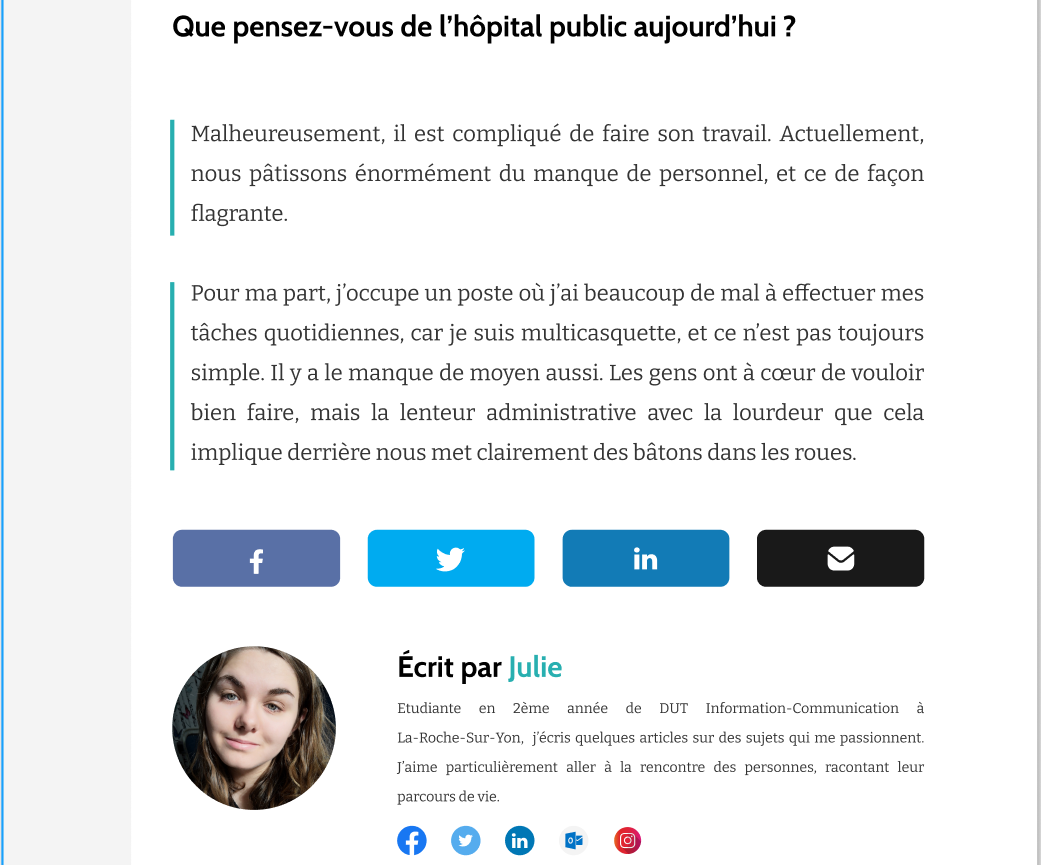 Que pensez-vous de l’hôpital public aujourd’hui ?
Malheureusement, il est compliqué de faire son travail. Actuellement,
nous pâtissons énormément du manque de personnel, et ce de façon
flagrante.
Pour ma part, j’occupe un poste où j’ai beaucoup de mal à effectuer mes
tâches quotidiennes, car je suis multicasquette, et ce n’est pas toujours
simple. Il y a le manque de moyen aussi. Les gens ont à cœur de vouloir
bien faire, mais la lenteur administrative avec la lourdeur que cela
implique derrière nous met clairement des bâtons dans les roues.
Écrit par Julie
Etudiante en 2ème année de DUT Information-Communication à
La-Roche-Sur-Yon, j’écris quelques articles sur des sujets qui me passionnent.
J’aime particulièrement aller à la rencontre des personnes, racontant leur
parcours de vie.